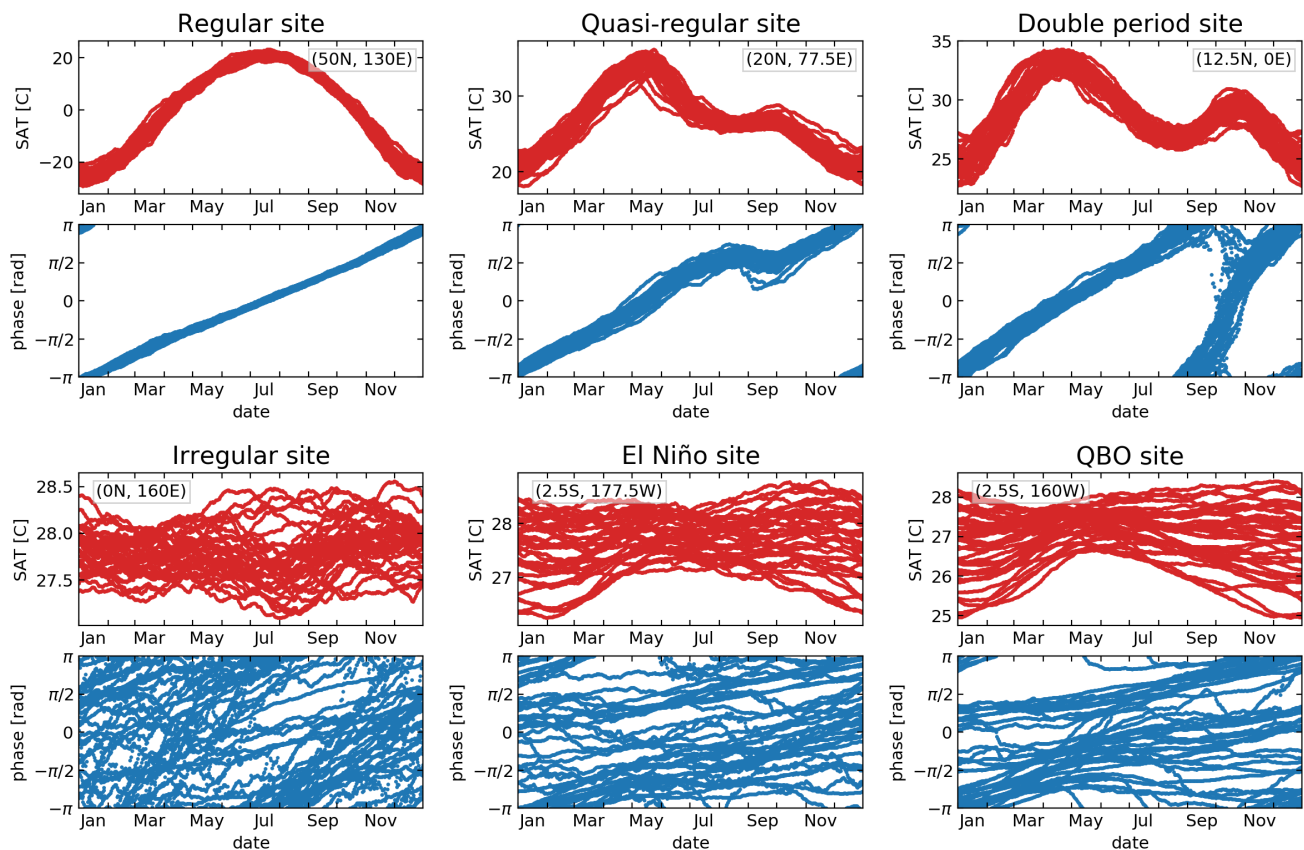 Regular site
(50N, 130E)
SAT [C]
20
0
−20
Jan Mar May Jul Sep Nov
phase [rad]
π
π/2
0
−π/2
−π
Jan Mar May Jul Sep Nov
date
Quasi-regular site
(20N, 77.5E)
SAT [C]
30
20
Jan Mar May Jul Sep Nov
phase [rad]
π
π/2
0
−π/2
−π
Jan Mar May Jul Sep Nov
date
Double period site
(12.5N, 0E)
SAT [C]
35
30
25
Jan Mar May Jul Sep Nov
phase [rad]
π
π/2
0
−π/2
−π
Jan Mar May Jul Sep Nov
date
Irregular site
(0N, 160E)
SAT [C]
28.5
28.0
27.5
Jan Mar May Jul Sep Nov
phase [rad]
π
π/2
0
−π/2
−π
Jan Mar May Jul Sep Nov
date
El Niño site
(2.5S, 177.5W)
SAT [C]
28
27
Jan Mar May Jul Sep Nov
phase [rad]
π
π/2
0
−π/2
−π
Jan Mar May Jul Sep Nov
date
QBO site
(2.5S, 160W)
SAT [C]
28
27
26
25
Jan Mar May Jul Sep Nov
phase [rad]
π
π/2
0
−π/2
−π
Jan Mar May Jul Sep Nov
date